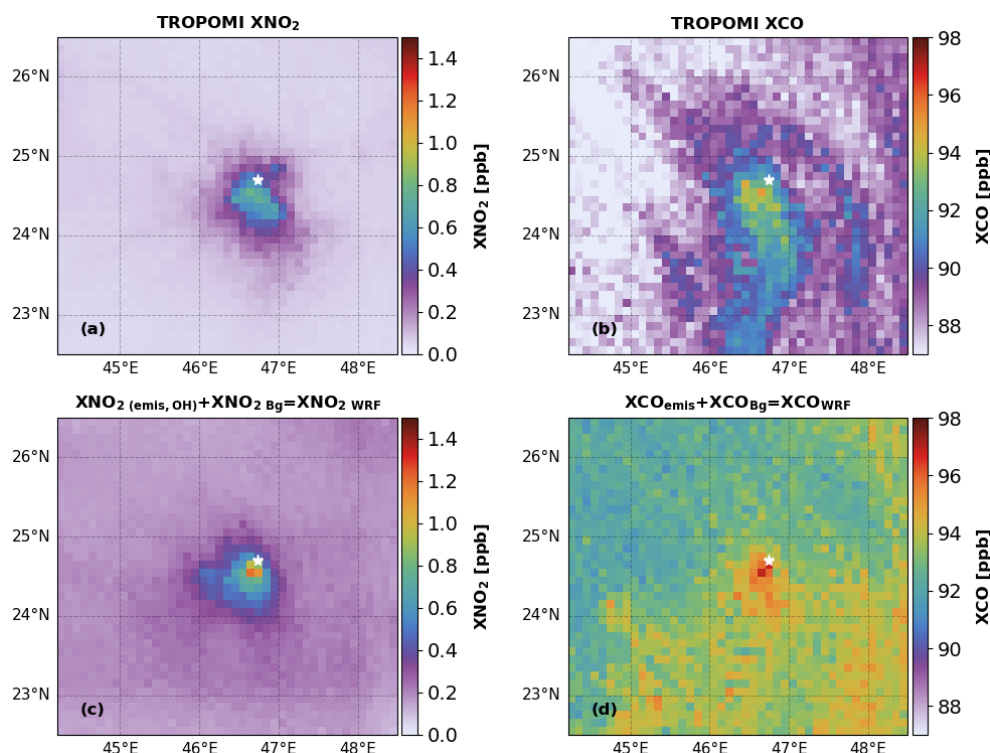 TROPOMI XNO₂
TROPOMI XCO
26°N
25°N
24°N
23°N
(a)
45°E 46°E 47°E 48°E
1.4
1.2
1.0
0.8
0.6
0.4
0.2
0.0
XNO₂ [ppb]
26°N
25°N
24°N
23°N
(b)
45°E 46°E 47°E 48°E
98
96
94
92
90
88
XCO [ppb]
XNO₂ (emis, OH)+XNO₂ Bg=XNO₂ WRF
XCOemis+XCOBg=XCOWRF
26°N
25°N
24°N
23°N
(c)
45°E 46°E 47°E 48°E
1.4
1.2
1.0
0.8
0.6
0.4
0.2
0.0
XNO₂ [ppb]
26°N
25°N
24°N
23°N
(d)
45°E 46°E 47°E 48°E
98
96
94
92
90
88
XCO [ppb]